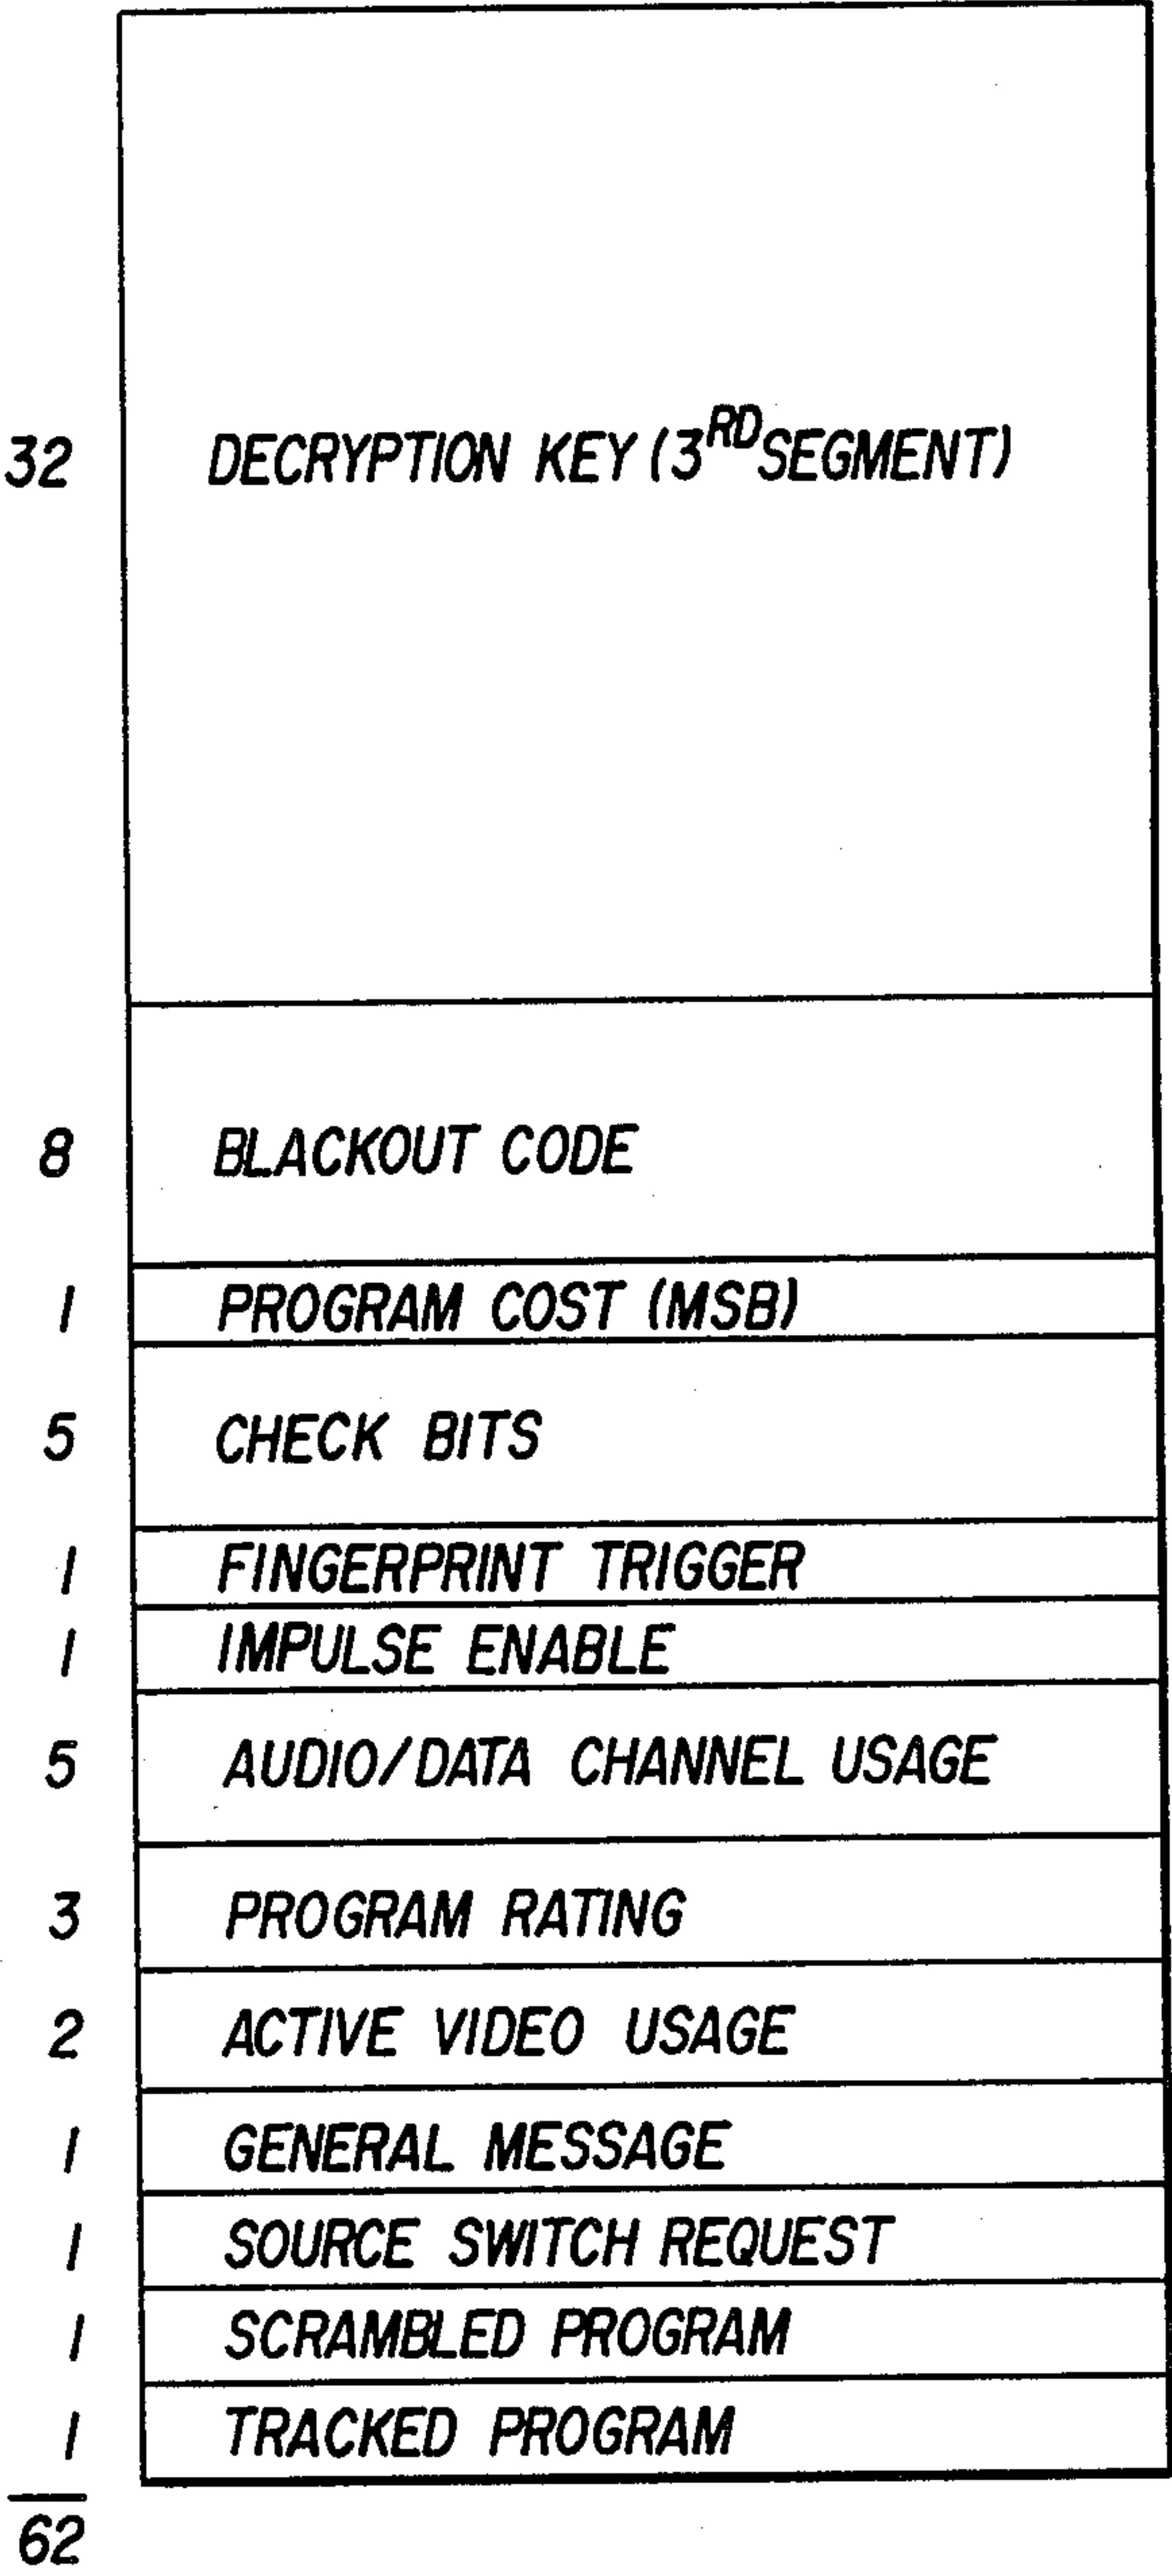 32 DECRYPTION KEY (3RD SEGMENT)
8 BLACKOUT CODE
1 PROGRAM COST (MSB)
5 CHECK BITS
1 FINGERPRINT TRIGGER
1 IMPULSE ENABLE
5 AUDIO/DATA CHANNEL USAGE
3 PROGRAM RATING
2 ACTIVE VIDEO USAGE
1 GENERAL MESSAGE
1 SOURCE SWITCH REQUEST
1 SCRAMBLED PROGRAM
1 TRACKED PROGRAM
62